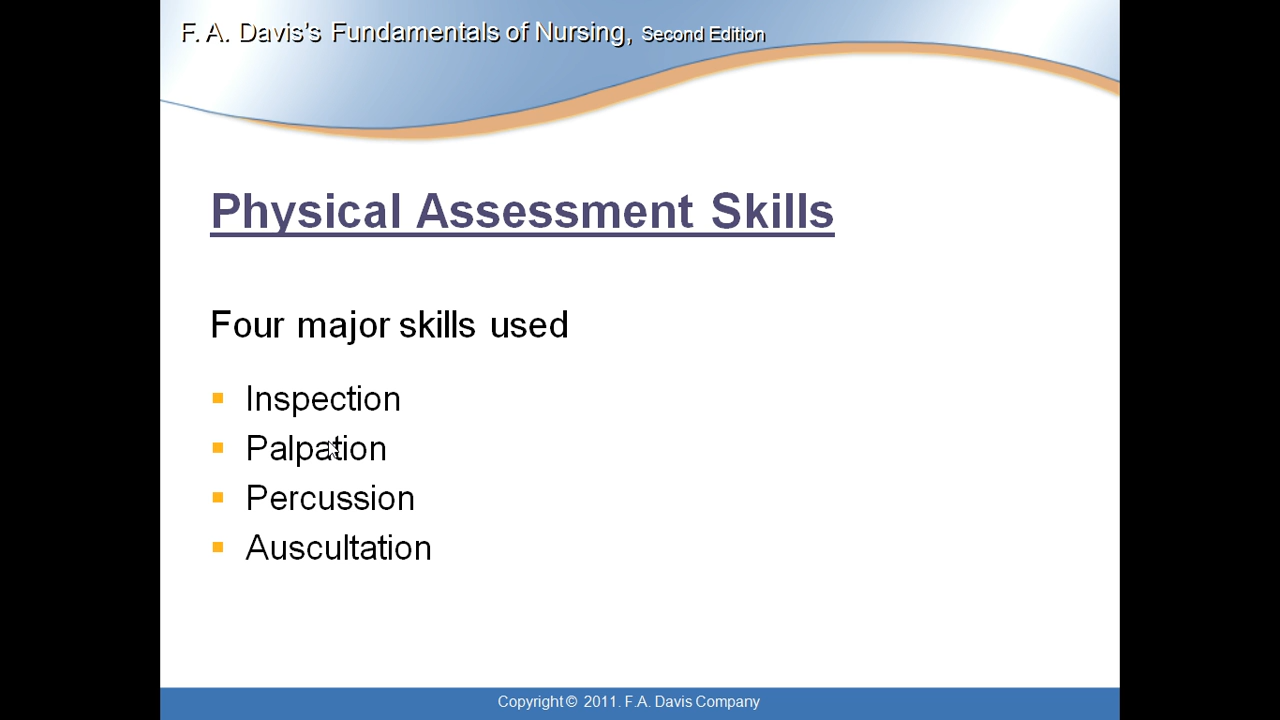 F. A. Davis's Fundamentals of Nursing, Second Edition
Physical Assessment Skills
Four major skills used
Inspection
Palpation
Percussion
Auscultation
Copyright © 2011. F.A. Davis Company